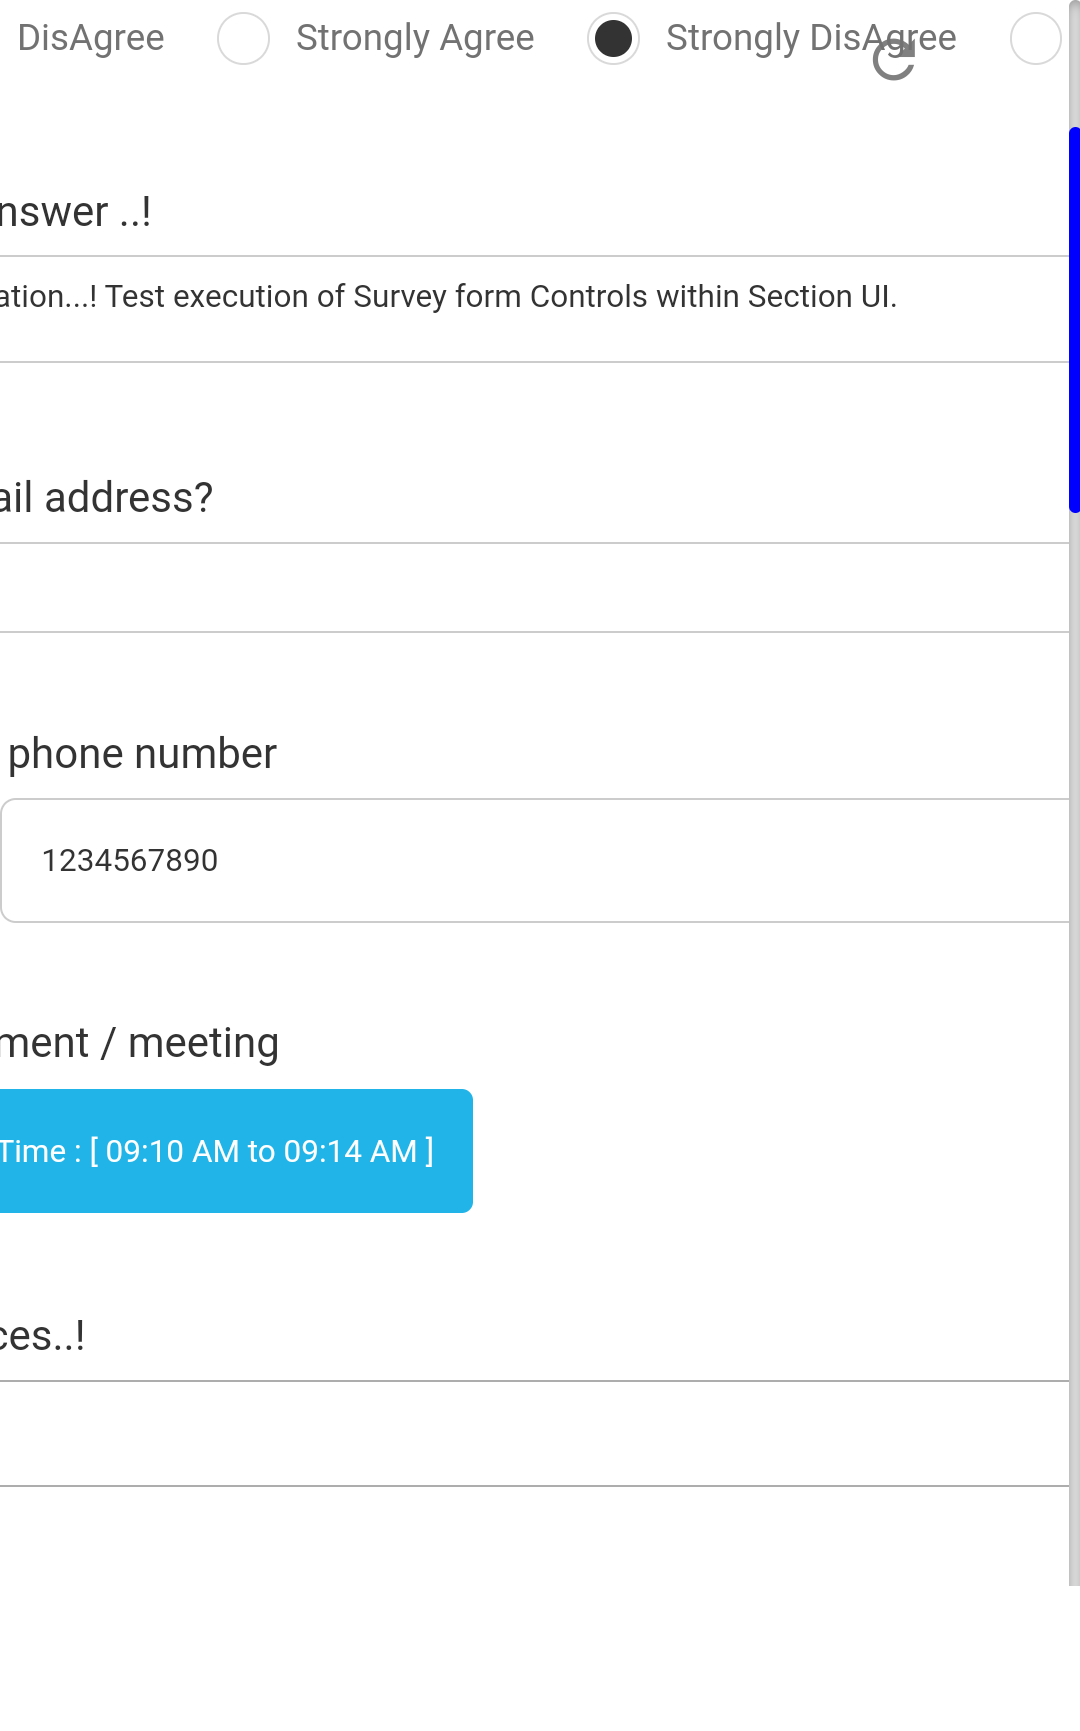 DisAgree Strongly Agree Strongly DisAgree
nswer ..!
ation...! Test execution of Survey form Controls within Section UI.
ail address?
phone number
1234567890
ment / meeting
Time : [ 09:10 AM to 09:14 AM ]
ces..!